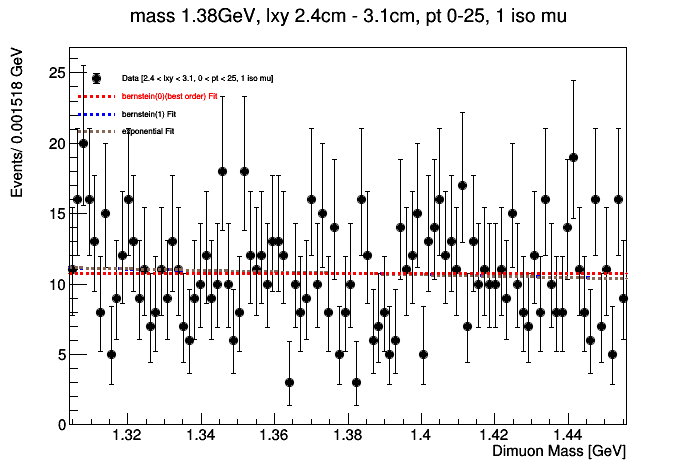 mass 1.38GeV, lxy 2.4cm - 3.1cm, pt 0-25, 1 iso mu
Events/ 0.001518 GeV
25
20
15
10
5
0
Data [2.4 < lxy < 3.1, 0 < pt < 25, 1 iso mu]
bernstein(0)(best order) Fit
bernstein(1) Fit
exponential Fit
1.32 1.34 1.36 1.38 1.4 1.42 1.44
Dimuon Mass [GeV]